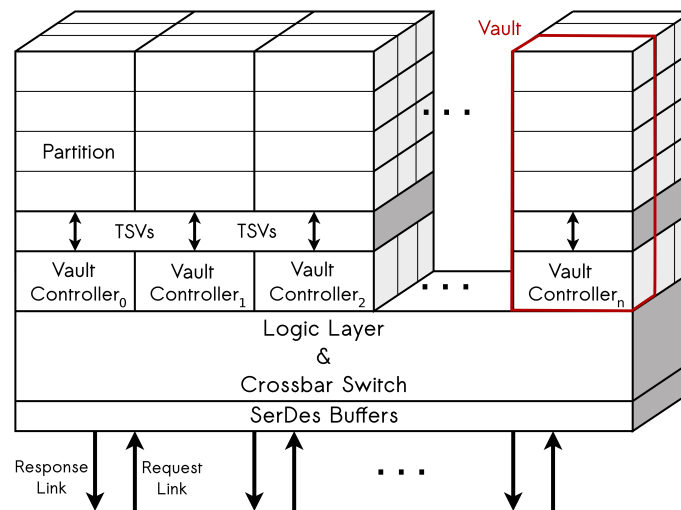 Vault
Partition
TSVs
TSVs
Vault
Controller0
Vault
Controller1
Vault
Controller2
Vault
Controllern
Logic Layer
&
Crossbar Switch
SerDes Buffers
Response
Link
Request
Link